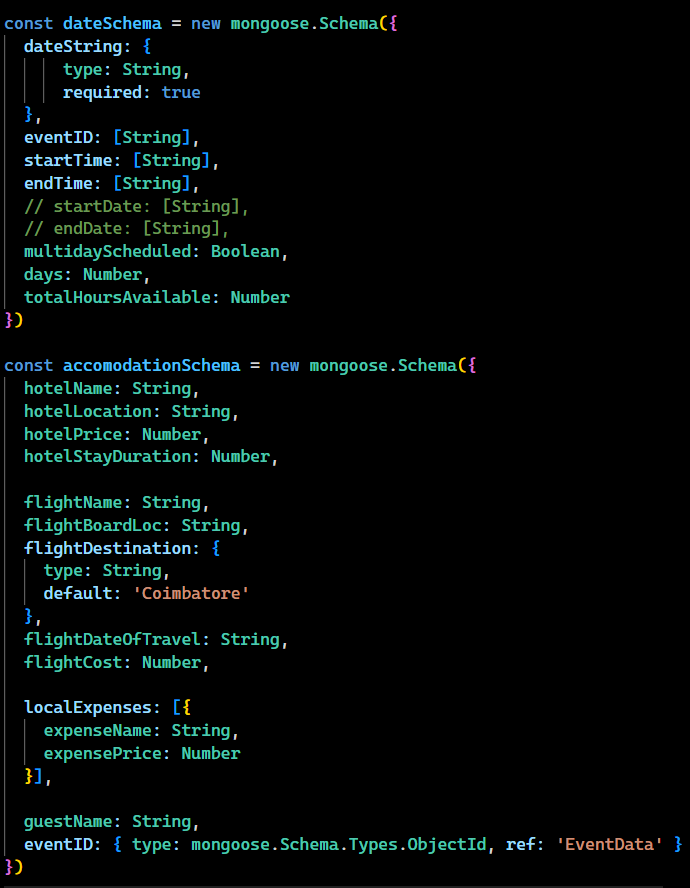 const dateSchema = new mongoose.Schema({
dateString: {
type: String,
required: true
},
eventID: [String],
startTime: [String],
endTime: [String],
// startDate: [String],
// endDate: [String],
multidayScheduled: Boolean,
days: Number,
totalHoursAvailable: Number
})
const accomodationSchema = new mongoose.Schema({
hotelName: String,
hotelLocation: String,
hotelPrice: Number,
hotelStayDuration: Number,
flightName: String,
flightBoardLoc: String,
flightDestination: {
type: String,
default: 'Coimbatore'
},
flightDateOfTravel: String,
flightCost: Number,
localExpenses: [{
expenseName: String,
expensePrice: Number
}],
guestName: String,
eventID: { type: mongoose.Schema.Types.ObjectId, ref: 'EventData' }
})